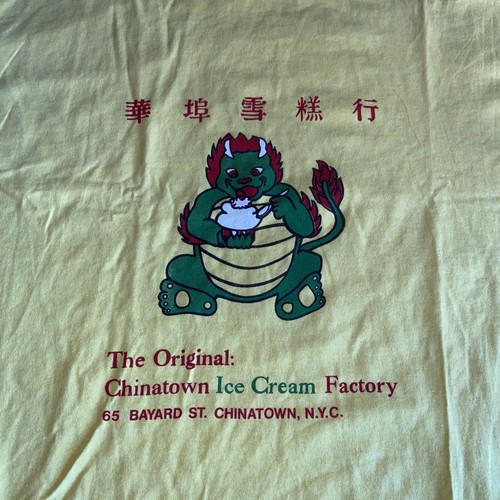 華埠雪糕行
The Original:
Chinatown Ice Cream Factory
65 BAYARD ST. CHINATOWN, N.Y.C.